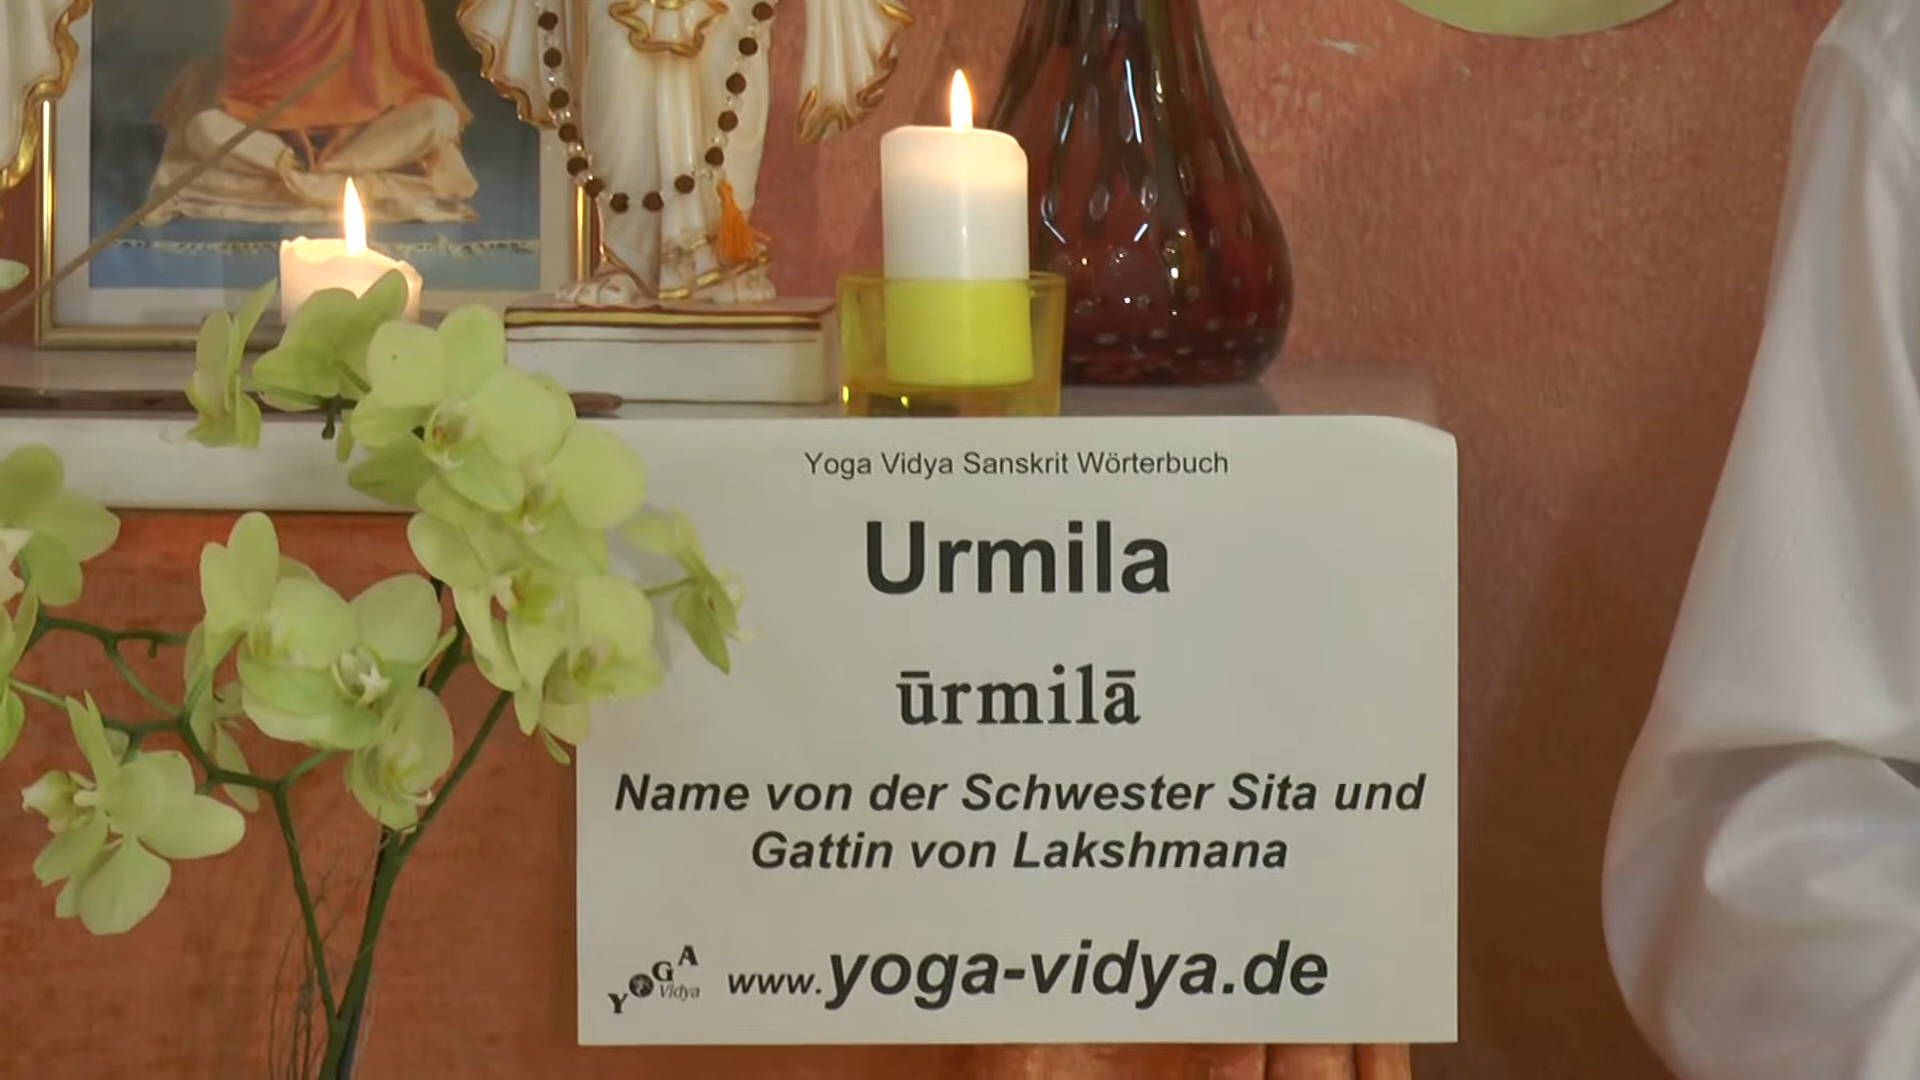 Yoga Vidya Sanskrit Wörterbuch
Urmila
ūrmilā
Name von der Schwester Sita und
Gattin von Lakshmana
YOGA
Vidya
www.yoga-vidya.de